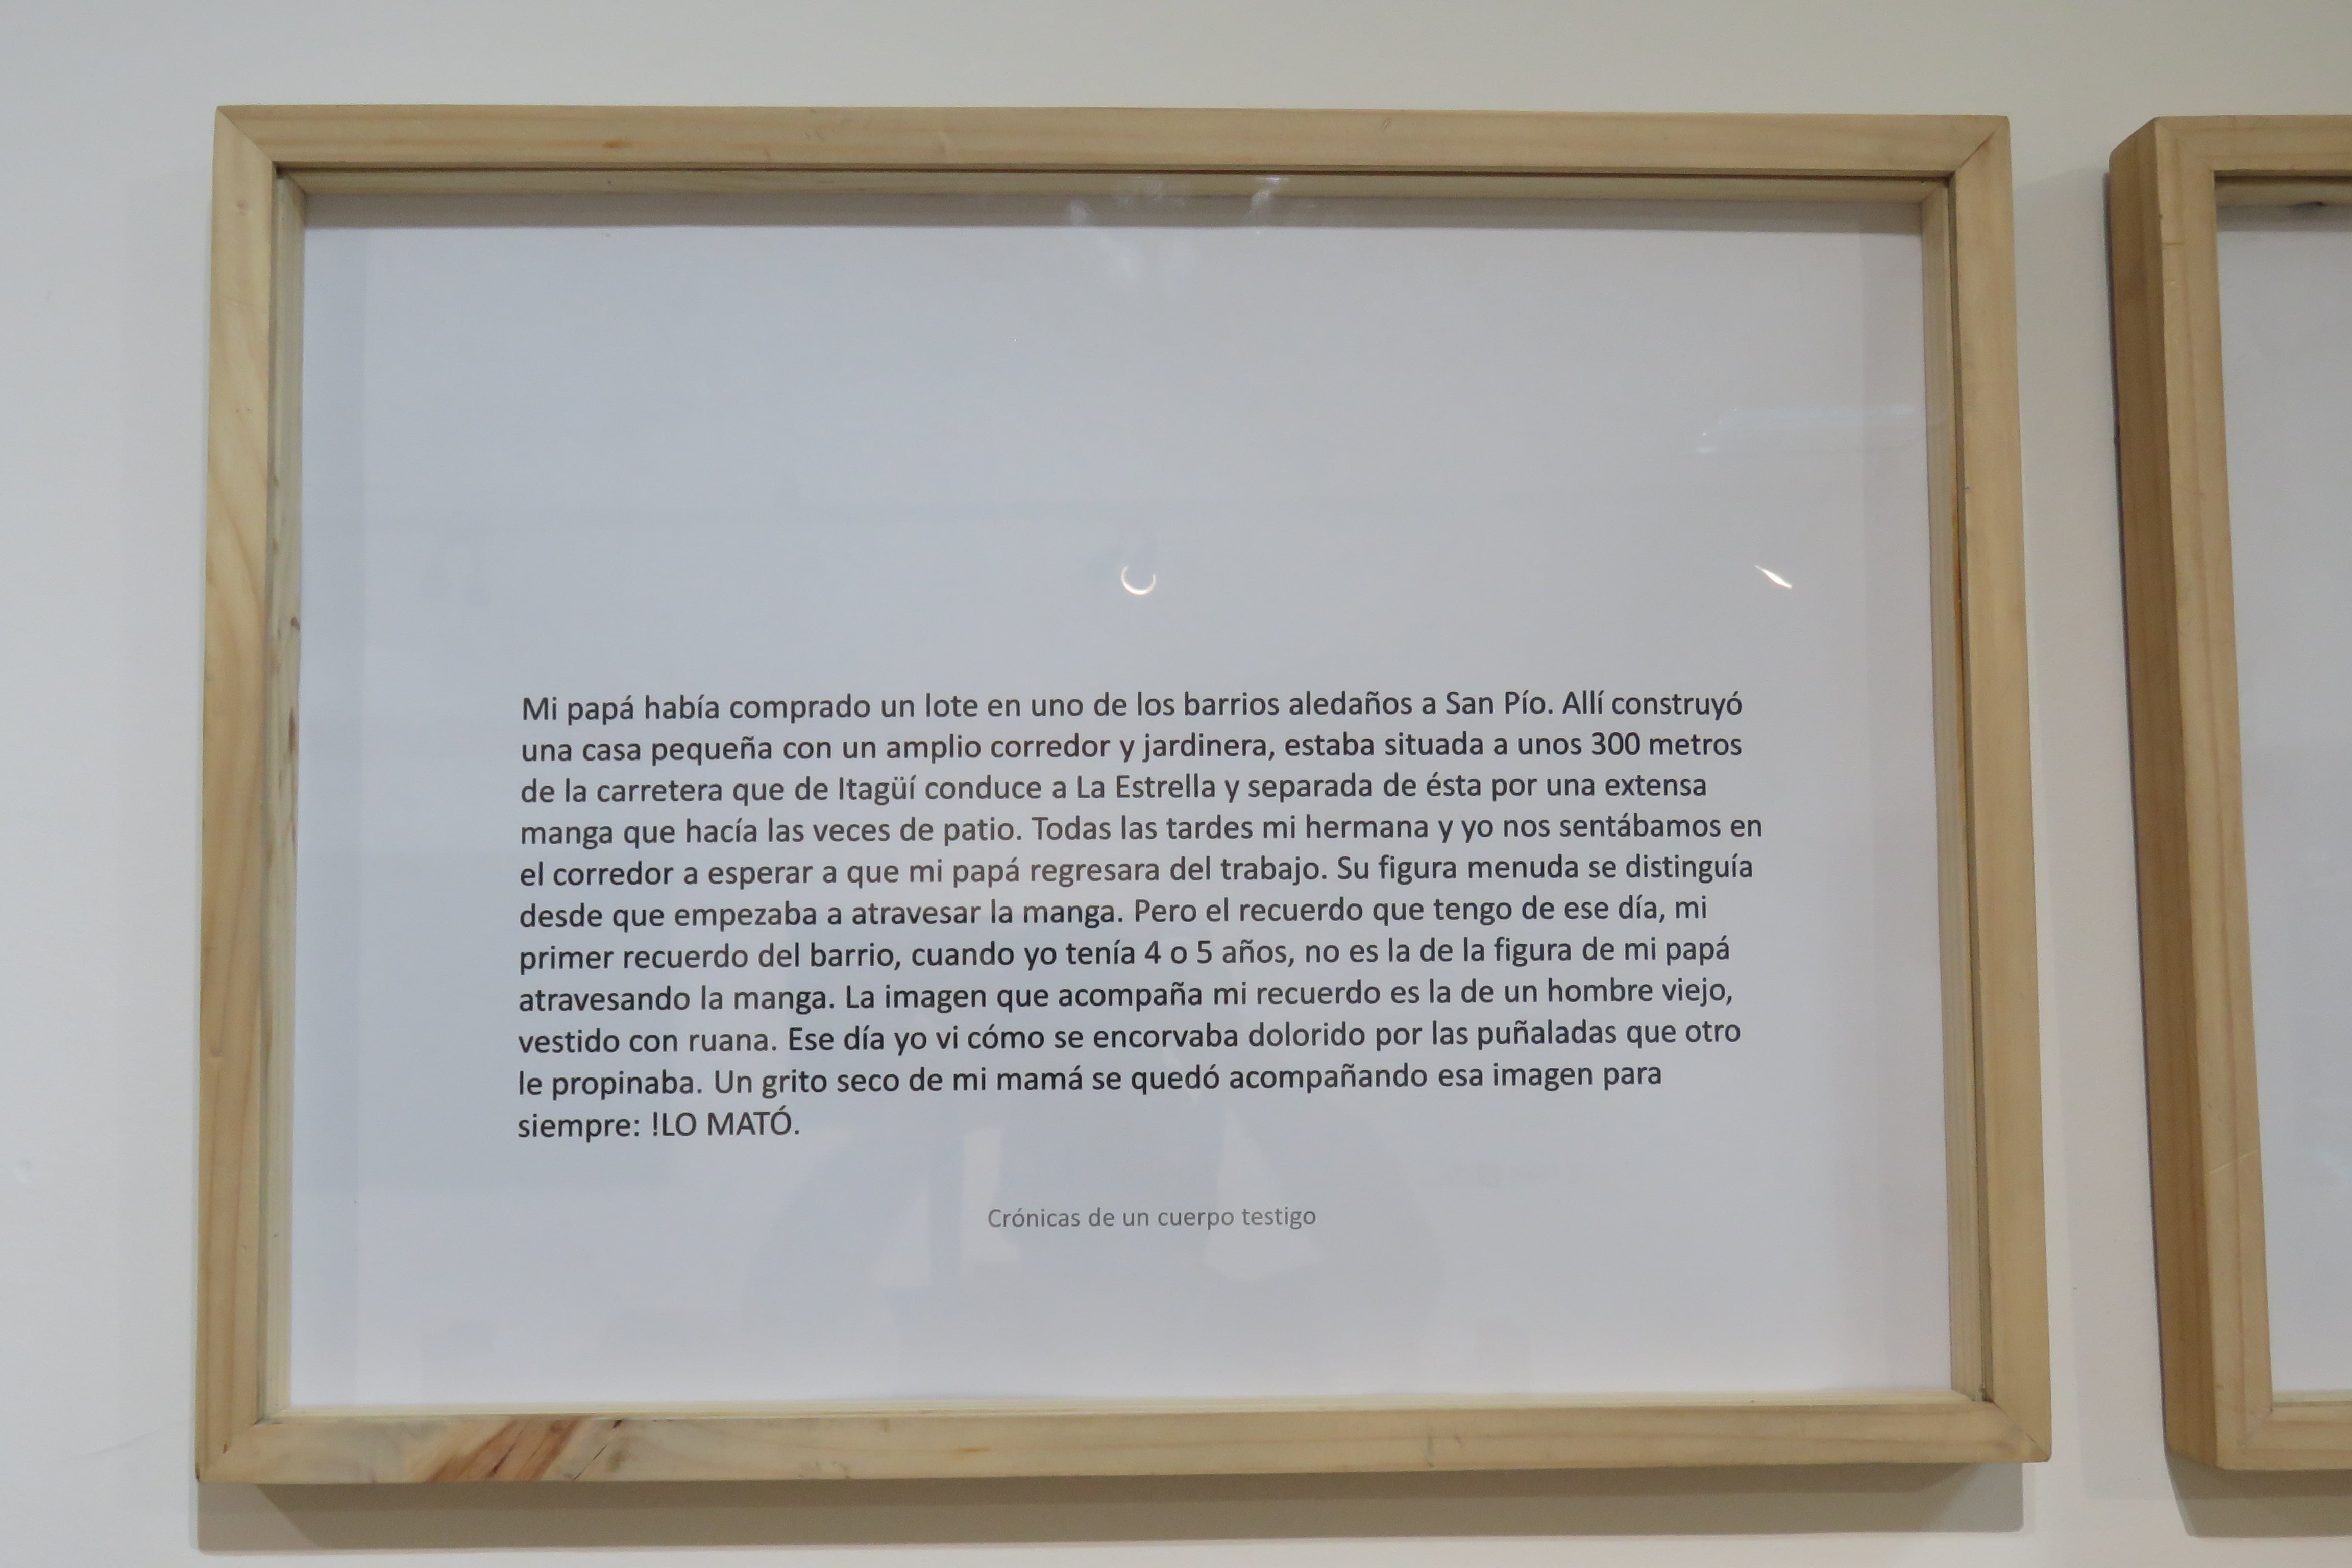 Mi papá había comprado un lote en uno de los barrios aledaños a San Pío. Allí construyó
una casa pequeña con un amplio corredor y jardinera, estaba situada a unos 300 metros
de la carretera que de Itagüí conduce a La Estrella y separada de ésta por una extensa
manga que hacía las veces de patio. Todas las tardes mi hermana y yo nos sentábamos en
el corredor a esperar a que mi papá regresara del trabajo. Su figura menuda se distinguía
desde que empezaba a atravesar la manga. Pero el recuerdo que tengo de ese día, mi
primer recuerdo del barrio, cuando yo tenía 4 o 5 años, no es la de la figura de mi papá
atravesando la manga. La imagen que acompaña mi recuerdo es la de un hombre viejo,
vestido con ruana. Ese día yo vi cómo se encorvaba dolorido por las puñaladas que otro
le propinaba. Un grito seco de mi mamá se quedó acompañando esa imagen para
siempre: !LO MATÓ.
Crónicas de un cuerpo testigo